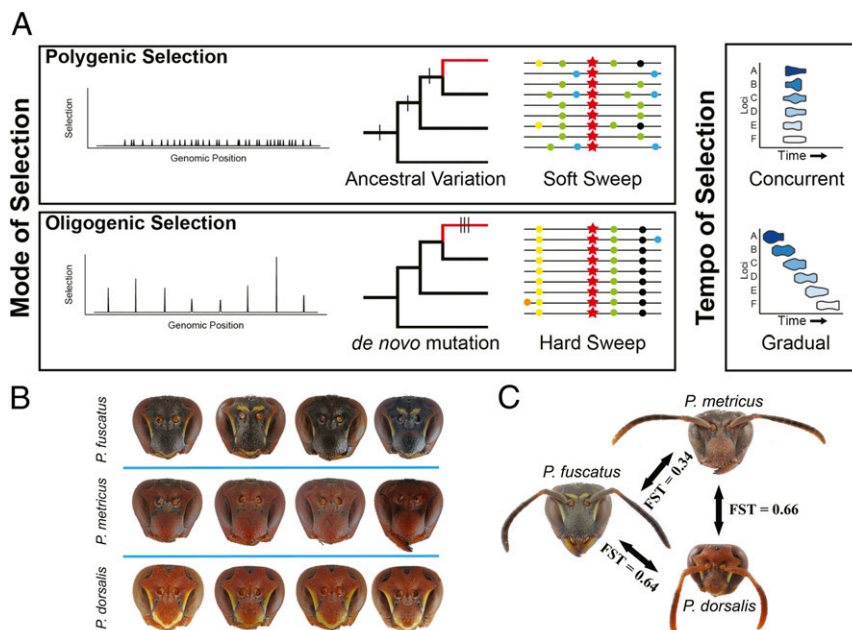 A
Mode of Selection
Polygenic Selection
Selection
Genomic Position
Ancestral Variation
Soft Sweep
Oligogenic Selection
Selection
Genomic Position
de novo mutation
Hard Sweep
Tempo of Selection
Loci
A
B
C
D
E
F
Time
Concurrent
Loci
A
B
C
D
E
F
Time
Gradual
B
P. fuscatus
P. metricus
P. dorsalis
C
P. metricus
P. fuscatus
FST = 0.34
FST = 0.66
FST = 0.64
P. dorsalis